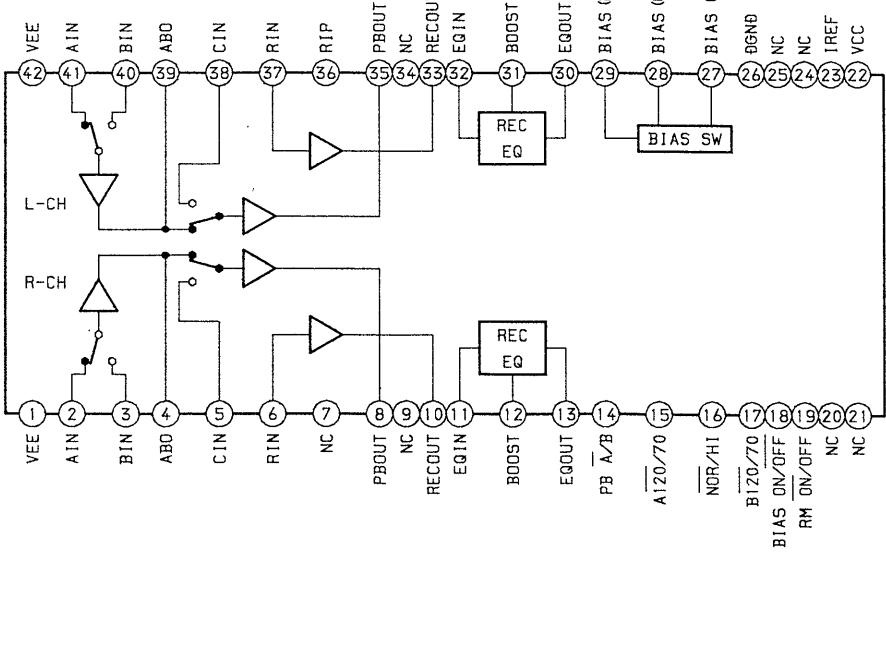 VEE
AIN
BIN
ABO
CIN
RIN
RIP
PBOUT
NC
RECOUT
EQIN
BOOST
EQOUT
BIAS(
BIAS(
BIAS(
DGND
NC
NC
IREF
VCC
42
41
40
39
38
37
36
35
34
33
32
31
30
29
28
27
26
25
24
23
22
REC
EQ
BIAS SW
L-CH
R-CH
REC
EQ
1
2
3
4
5
6
7
8
9
10
11
12
13
14
15
16
17
18
19
20
21
VEE
AIN
BIN
ABO
CIN
RIN
NC
PBOUT
NC
RECOUT
EQIN
BOOST
EQOUT
PB A/B
A120/70
NOR/HI
B120/70
BIAS ON/OFF
RM ON/OFF
NC
NC